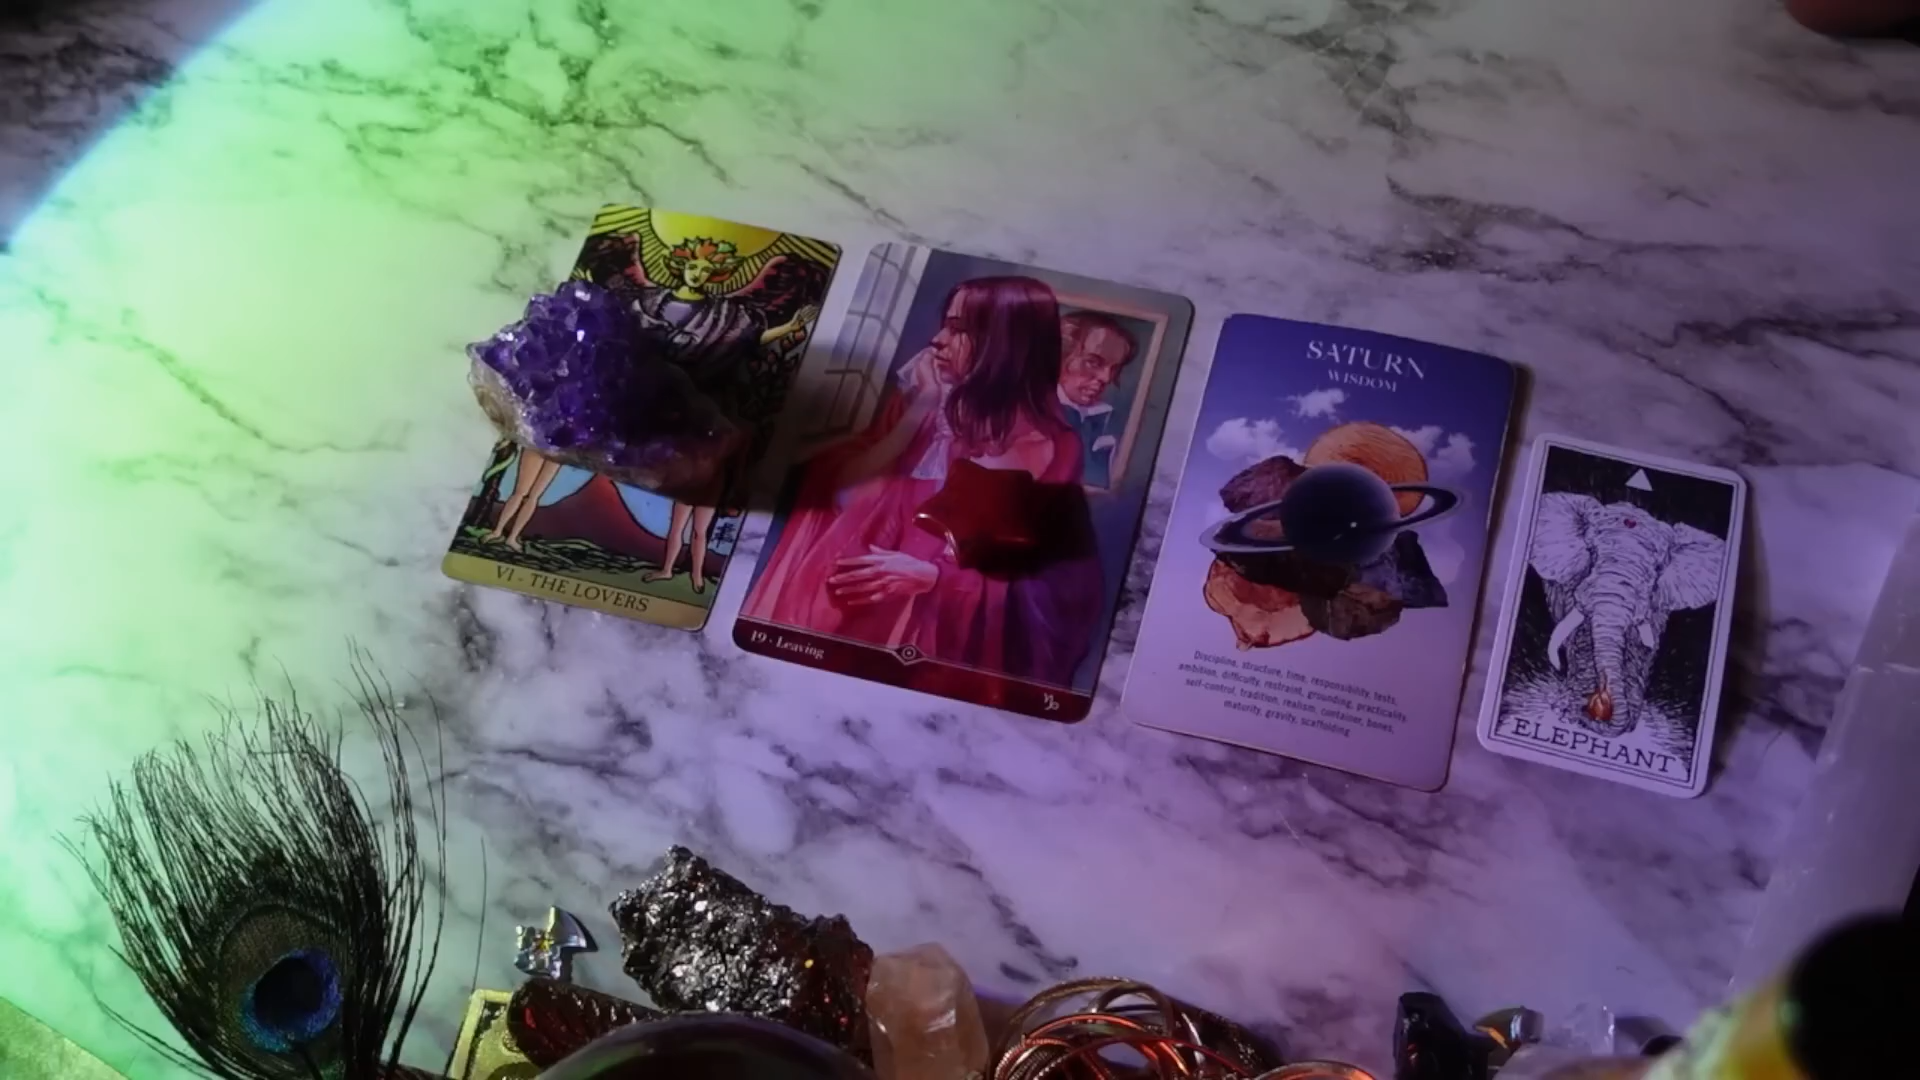 VI - THE LOVERS
19 · Leaving
♑
SATURN
WISDOM
Discipline, structure, time, responsibility, tests,
ambition, difficulty, restraint, grounding, practicality,
self-control, tradition, realism, container, bones,
maturity, gravity, scaffolding
ELEPHANT